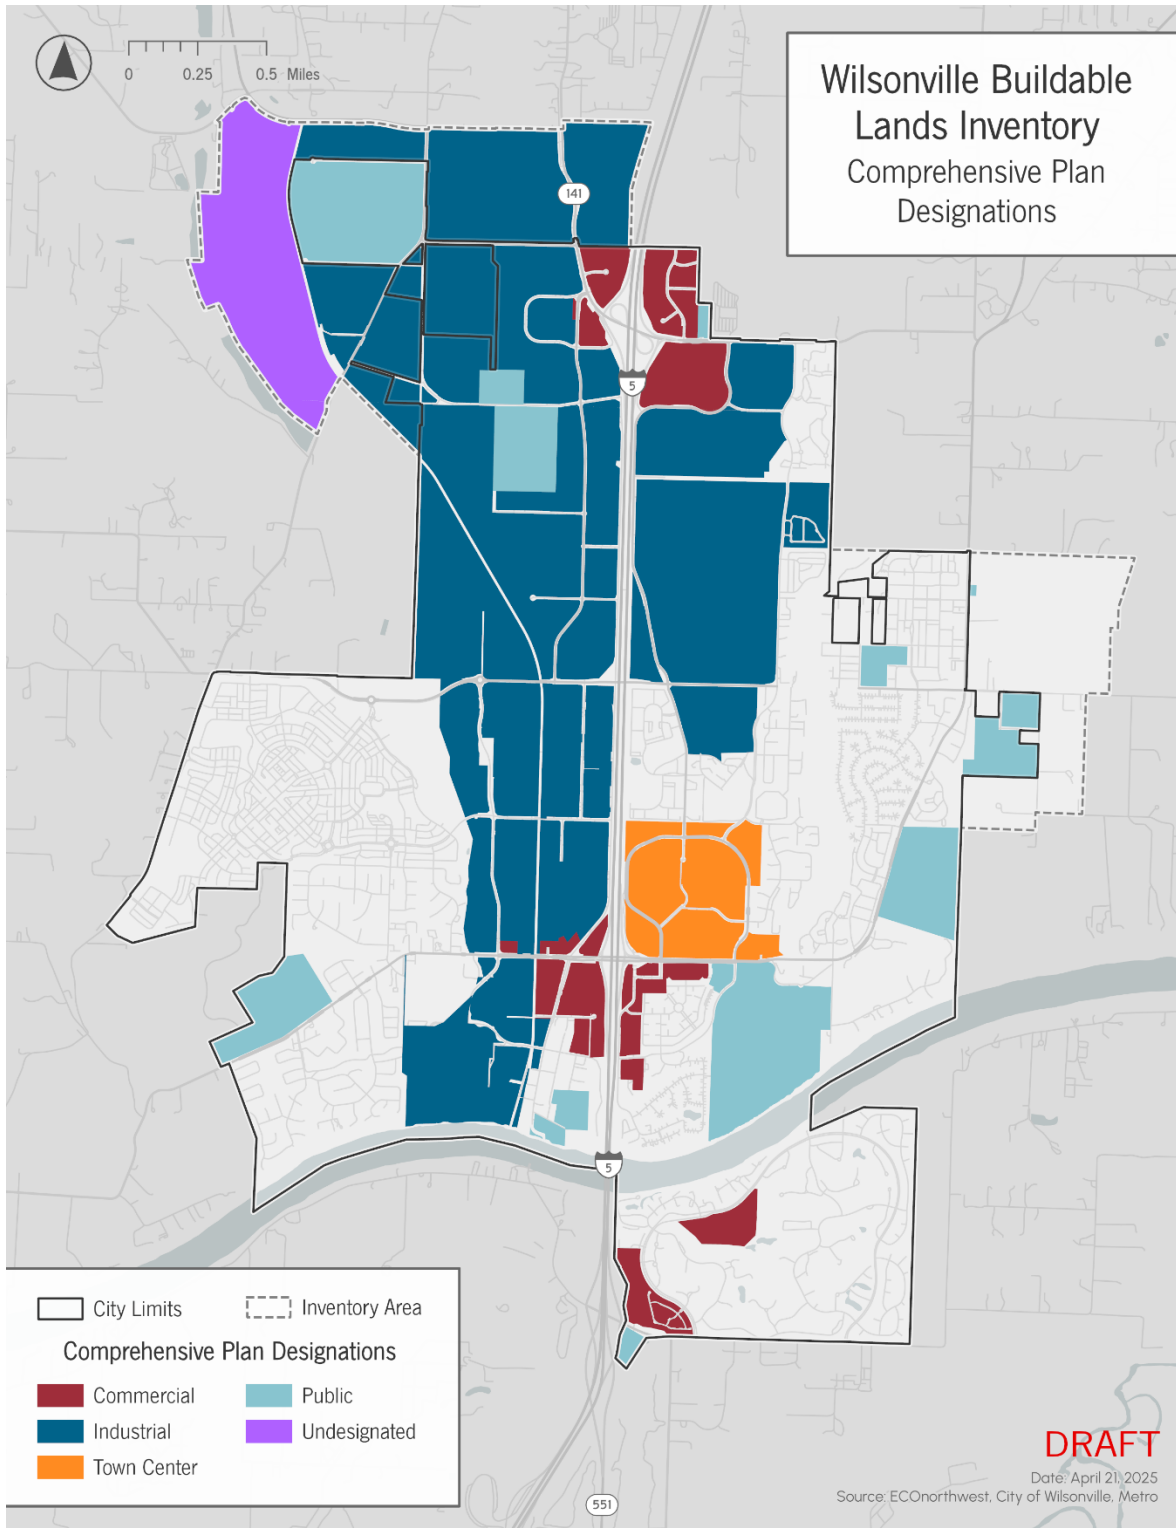 0 0.25 0.5 Miles
Wilsonville Buildable
Lands Inventory
Comprehensive Plan
Designations
141
5
5
City Limits
Inventory Area
Comprehensive Plan Designations
Commercial
Public
Industrial
Undesignated
Town Center
DRAFT
Date: April 21, 2025
Source: ECOnorthwest, City of Wilsonville, Metro
551